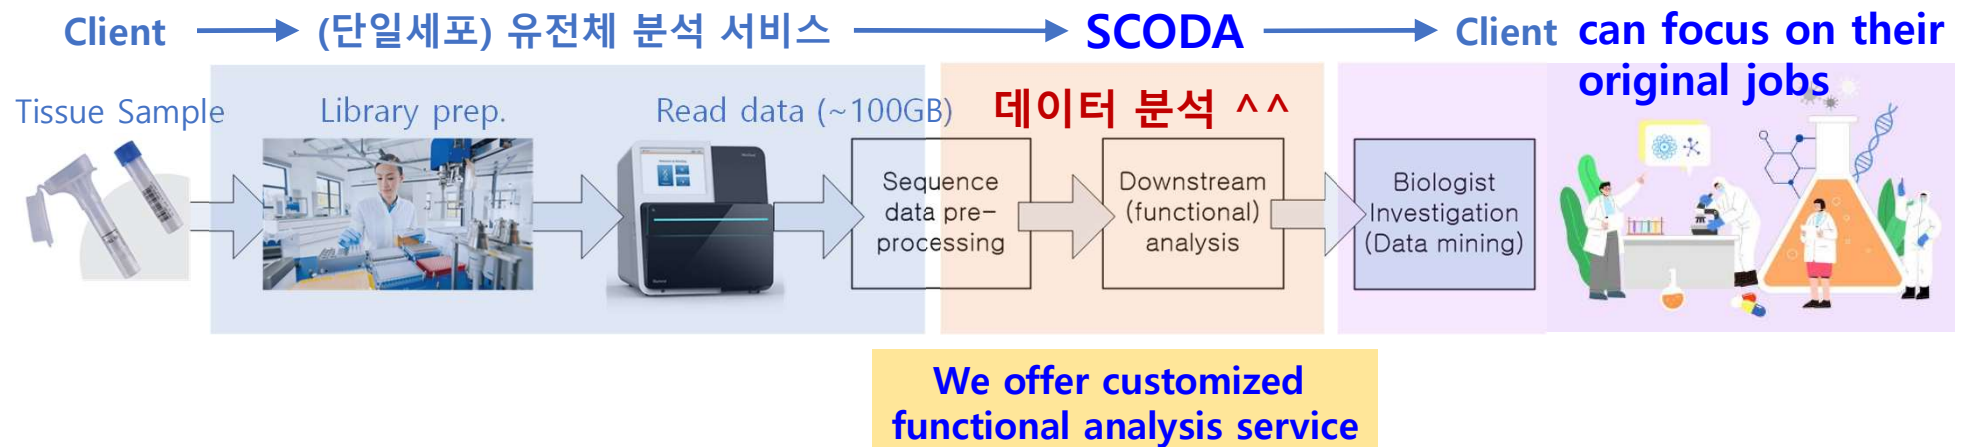 Client
(단일세포) 유전체 분석 서비스
SCODA
Client can focus on their
original jobs
Tissue Sample
Library prep.
Read data (~100GB)
데이터 분석 ^^
Sequence
data pre-
processing
Downstream
(functional)
analysis
Biologist
Investigation
(Data mining)
We offer customized
functional analysis service